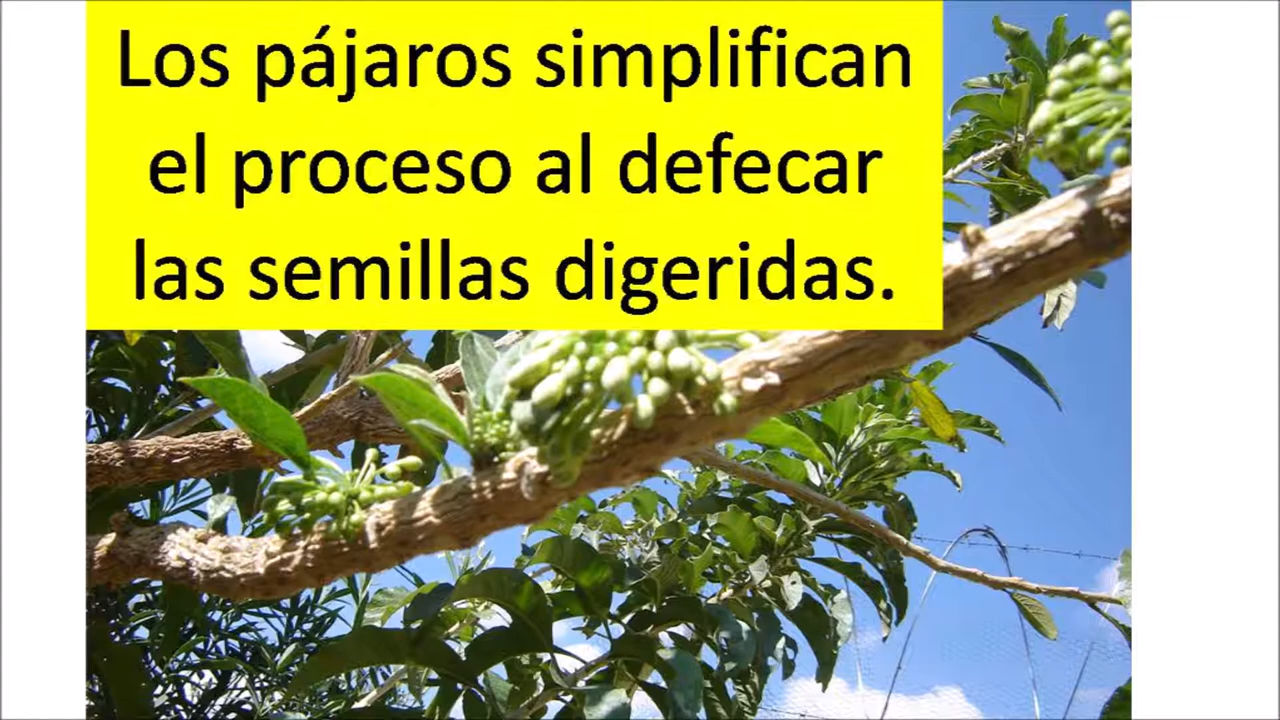 Los pájaros simplifican
el proceso al defecar
las semillas digeridas.